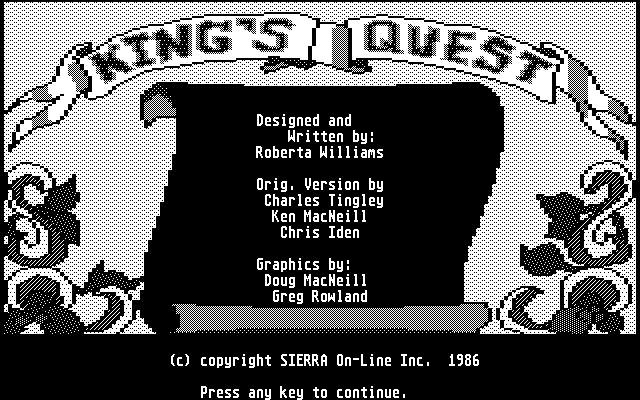 KING'S QUEST
Designed and
Written by:
Roberta Williams
Orig. Version by
Charles Tingley
Ken MacNeill
Chris Iden
Graphics by:
Doug MacNeill
Greg Rowland
(c) copyright SIERRA On-Line Inc. 1986
Press any key to continue.